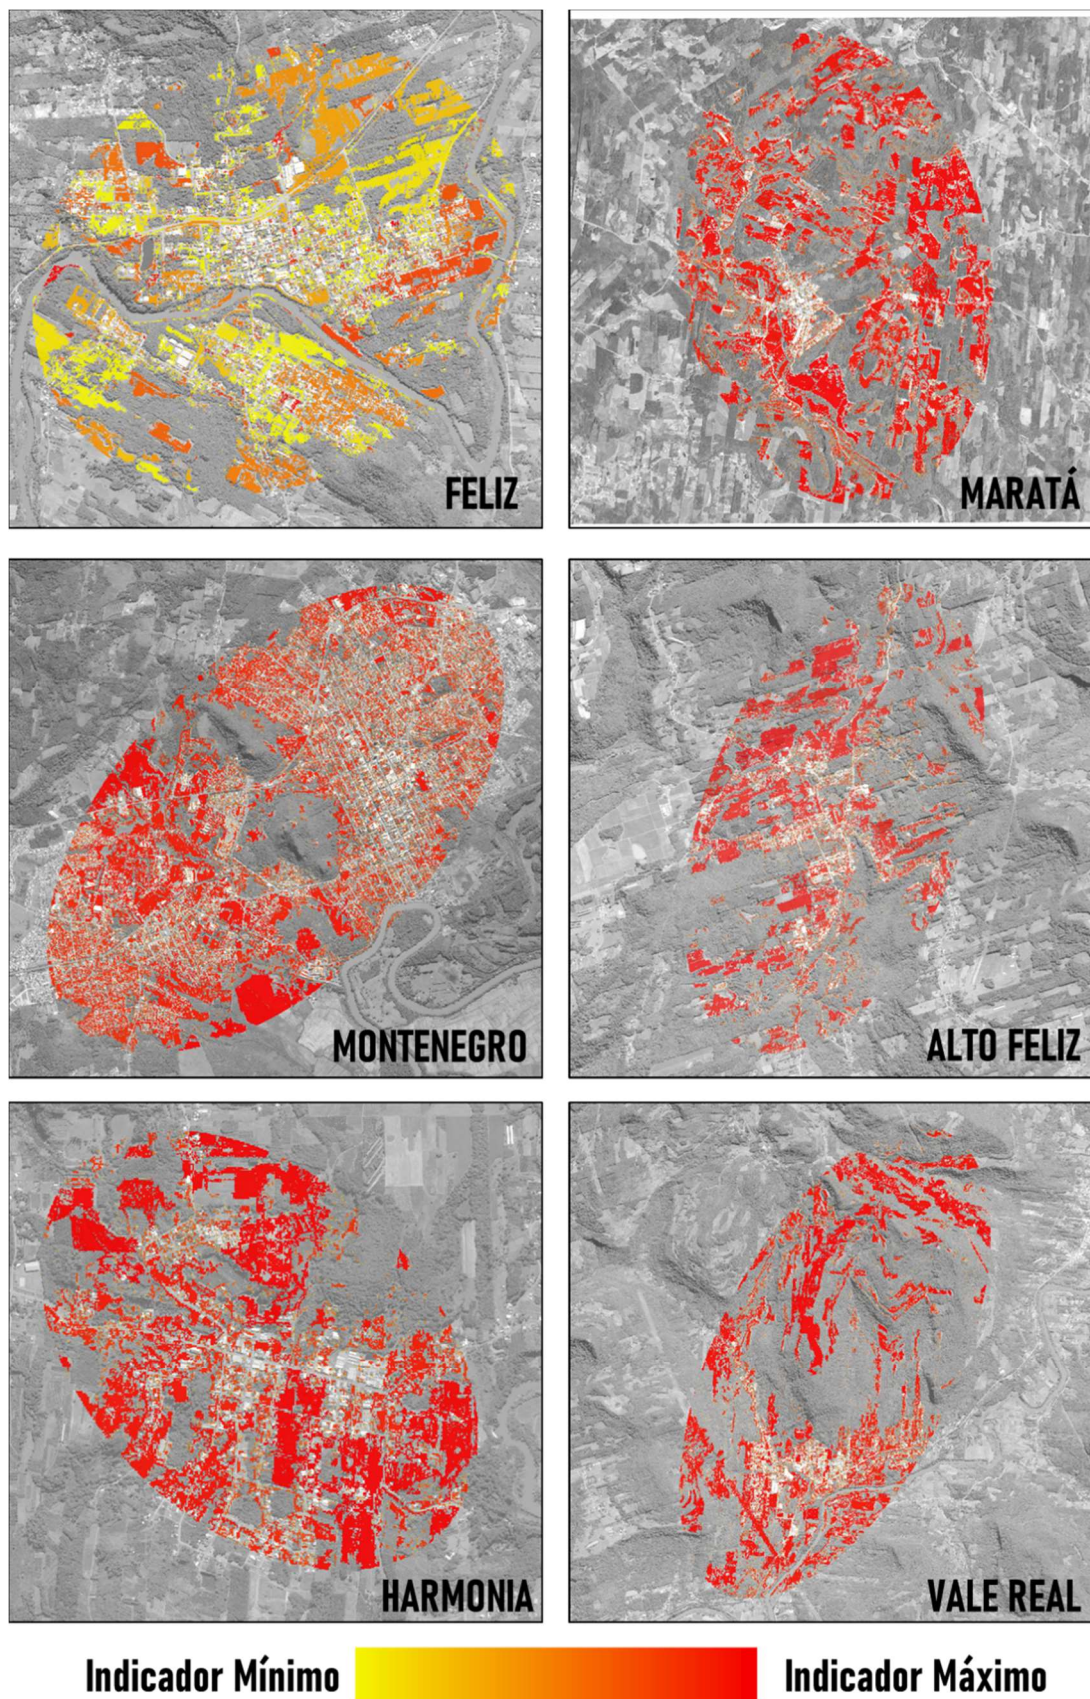 FELIZ
MARATÁ
MONTENEGRO
ALTO FELIZ
HARMONIA
VALE REAL
Indicador Mínimo
Indicador Máximo